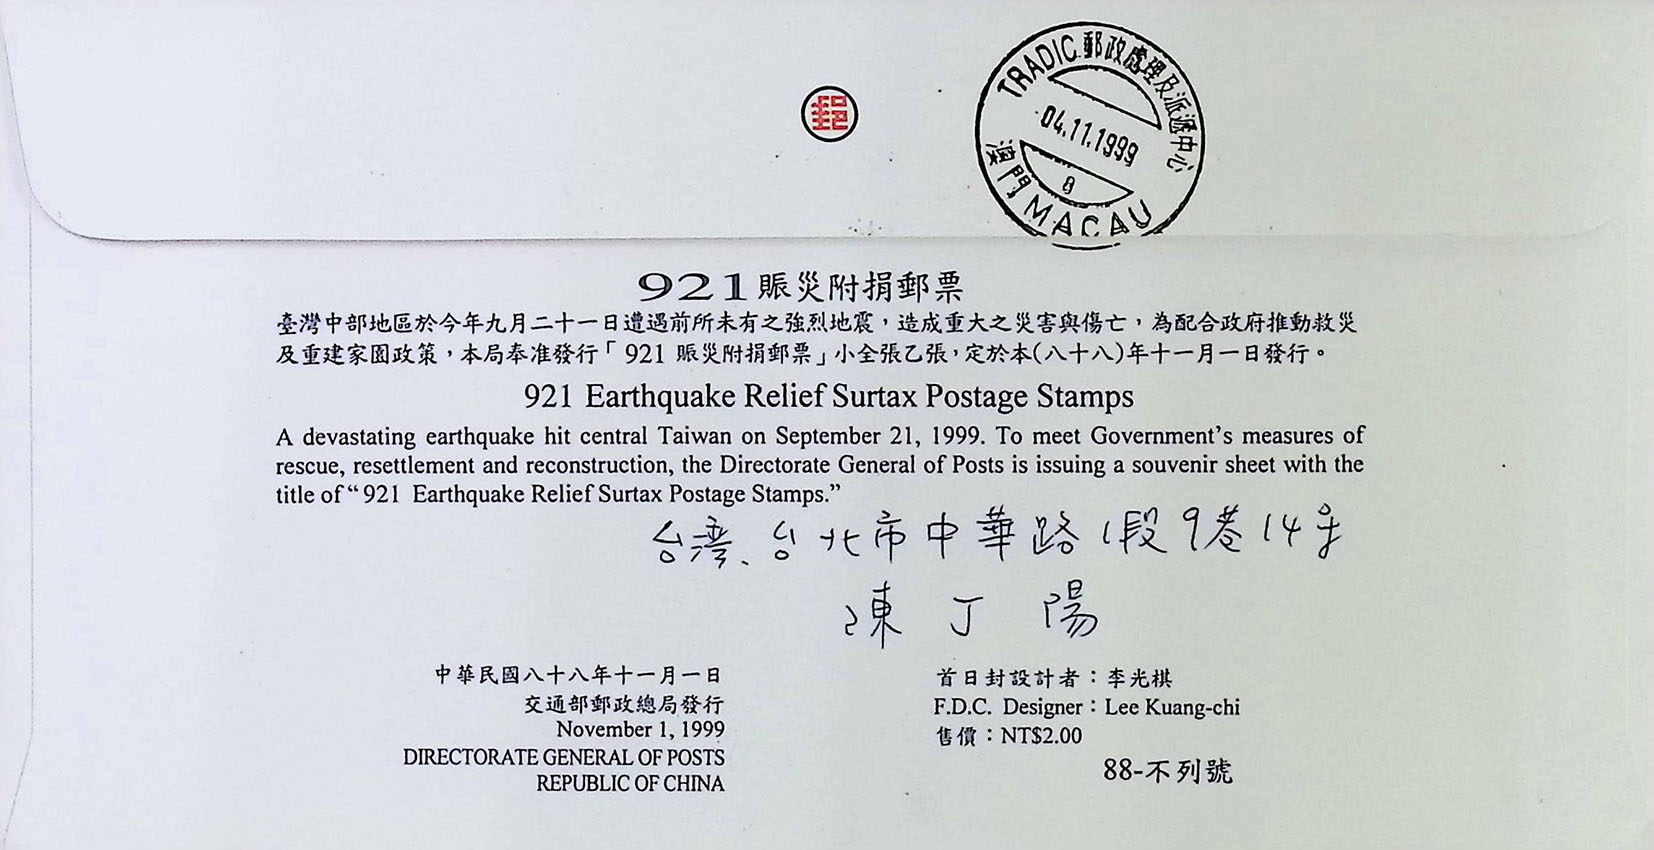 郵
TRADIC. 郵政處理及派遞中心
04.11.1999
8
澳門 MACAU
921賑災附捐郵票
臺灣中部地區於今年九月二十一日遭遇前所未有之強烈地震，造成重大之災害與傷亡，為配合政府推動救災
及重建家園政策，本局奉准發行「921 賑災附捐郵票」小全張乙張，定於本(八十八)年十一月一日發行。
921 Earthquake Relief Surtax Postage Stamps
A devastating earthquake hit central Taiwan on September 21, 1999. To meet Government’s measures of
rescue, resettlement and reconstruction, the Directorate General of Posts is issuing a souvenir sheet with the
title of “921 Earthquake Relief Surtax Postage Stamps.”
台灣、台北市中華路1段9巷14号
陳丁陽
中華民國八十八年十一月一日
交通部郵政總局發行
November 1, 1999
DIRECTORATE GENERAL OF POSTS
REPUBLIC OF CHINA
首日封設計者：李光棋
F.D.C. Designer：Lee Kuang-chi
售價：NT$2.00
88-不列號